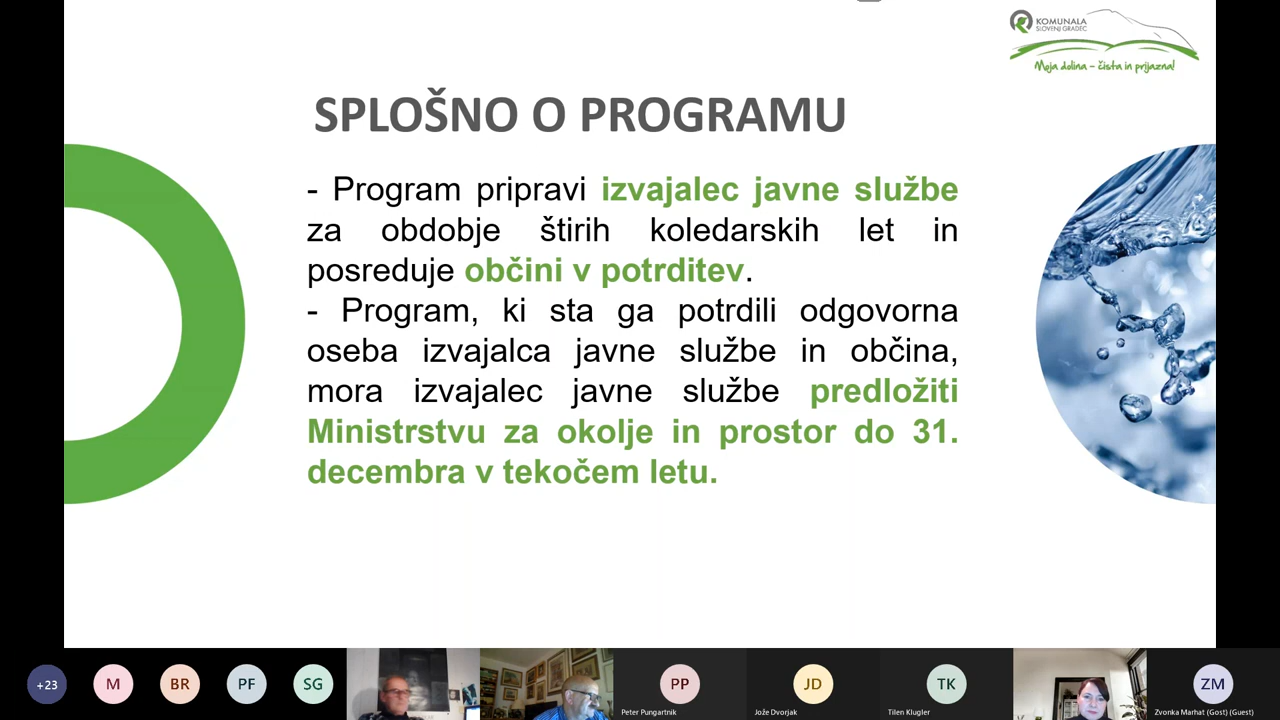 KOMUNALA
SLOVENJ GRADEC
Moja dolina – čista in prijazna!
SPLOŠNO O PROGRAMU
- Program pripravi izvajalec javne službe
za obdobje štirih koledarskih let in
posreduje občini v potrditev.
- Program, ki sta ga potrdili odgovorna
oseba izvajalca javne službe in občina,
mora izvajalec javne službe predložiti
Ministrstvu za okolje in prostor do 31.
decembra v tekočem letu.
+23
M
BR
PF
SG
PP
Peter Pungartnik
JD
Jože Dvorjak
TK
Tilen Klugler
ZM
Zvonka Marhat (Gost) (Guest)